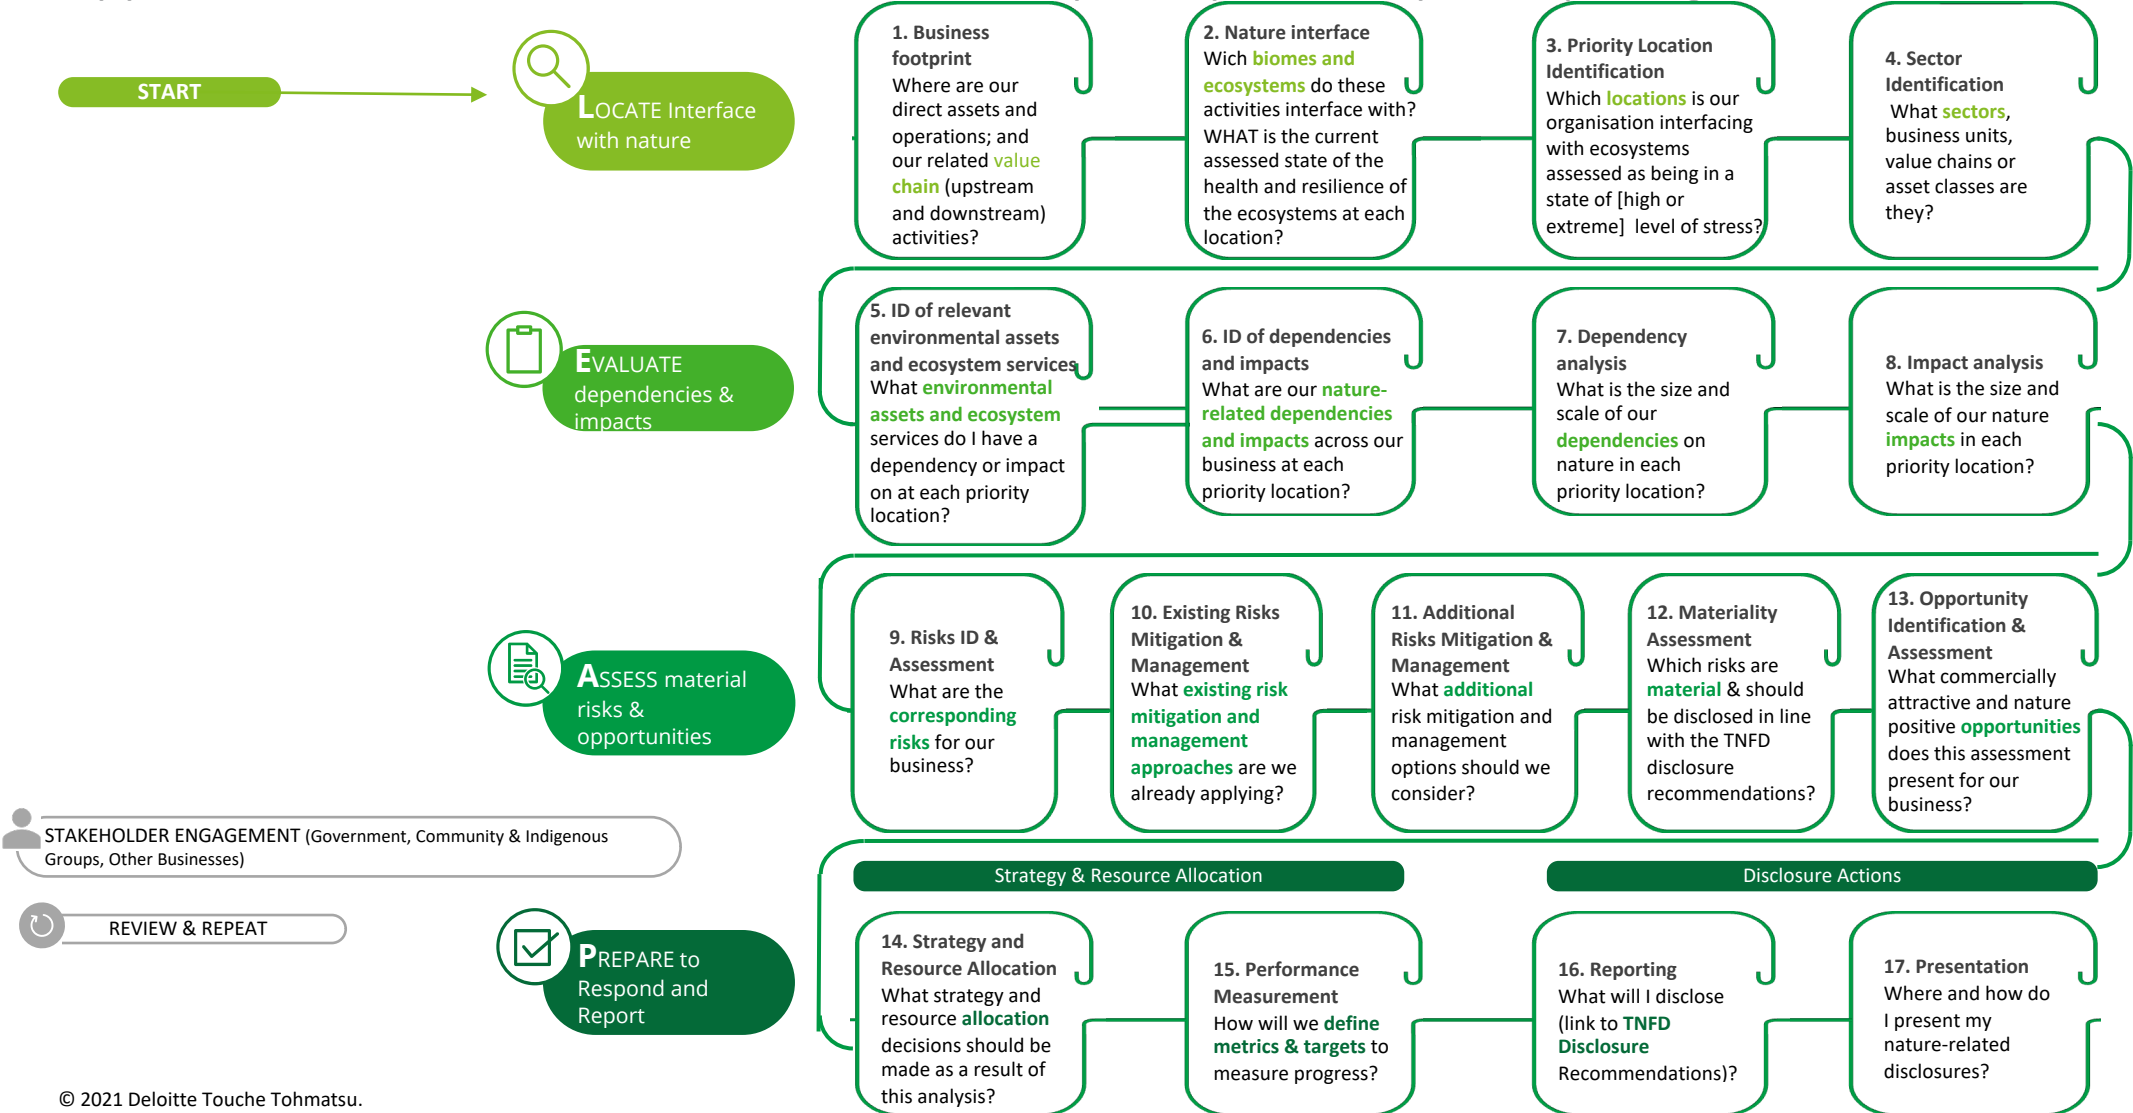 START
LOCATE Interface
with nature
1. Business
footprint
Where are our
direct assets and
operations; and
our related value
chain (upstream
and downstream)
activities?
2. Nature interface
Wich biomes and
ecosystems do these
activities interface with?
WHAT is the current
assessed state of the
health and resilience of
the ecosystems at each
location?
3. Priority Location
Identification
Which locations is our
organisation interfacing
with ecosystems
assessed as being in a
state of [high or
extreme] level of stress?
4. Sector
Identification
What sectors,
business units,
value chains or
asset classes are
they?
EVALUATE
dependencies &
impacts
5. ID of relevant
environmental assets
and ecosystem services
What environmental
assets and ecosystem
services do I have a
dependency or impact
on at each priority
location?
6. ID of dependencies
and impacts
What are our nature-
related dependencies
and impacts across our
business at each
priority location?
7. Dependency
analysis
What is the size and
scale of our
dependencies on
nature in each
priority location?
8. Impact analysis
What is the size and
scale of our nature
impacts in each
priority location?
ASSESS material
risks &
opportunities
9. Risks ID &
Assessment
What are the
corresponding
risks for our
business?
10. Existing Risks
Mitigation &
Management
What existing risk
mitigation and
management
approaches are we
already applying?
11. Additional
Risks Mitigation &
Management
What additional
risk mitigation and
management
options should we
consider?
12. Materiality
Assessment
Which risks are
material & should
be disclosed in line
with the TNFD
disclosure
recommendations?
13. Opportunity
Identification &
Assessment
What commercially
attractive and nature
positive opportunities
does this assessment
present for our
business?
STAKEHOLDER ENGAGEMENT (Government, Community & Indigenous
Groups, Other Businesses)
REVIEW & REPEAT
Strategy & Resource Allocation
Disclosure Actions
PREPARE to
Respond and
Report
14. Strategy and
Resource Allocation
What strategy and
resource allocation
decisions should be
made as a result of
this analysis?
15. Performance
Measurement
How will we define
metrics & targets to
measure progress?
16. Reporting
What will I disclose
(link to TNFD
Disclosure
Recommendations)?
17. Presentation
Where and how do
I present my
nature-related
disclosures?
© 2021 Deloitte Touche Tohmatsu.